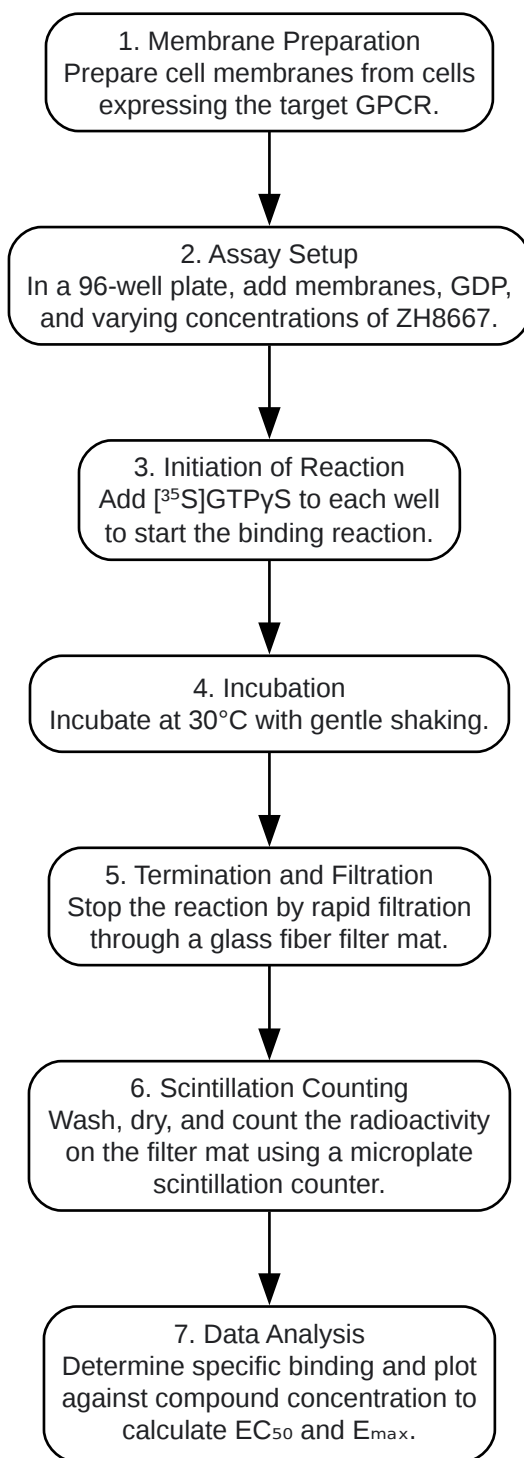 1. Membrane Preparation
Prepare cell membranes from cells
expressing the target GPCR.
2. Assay Setup
In a 96-well plate, add membranes, GDP,
and varying concentrations of ZH8667.
3. Initiation of Reaction
Add [³⁵S]GTPγS to each well
to start the binding reaction.
4. Incubation
Incubate at 30°C with gentle shaking.
5. Termination and Filtration
Stop the reaction by rapid filtration
through a glass fiber filter mat.
6. Scintillation Counting
Wash, dry, and count the radioactivity
on the filter mat using a microplate
scintillation counter.
7. Data Analysis
Determine specific binding and plot
against compound concentration to
calculate EC₅₀ and Eₘₐₓ.